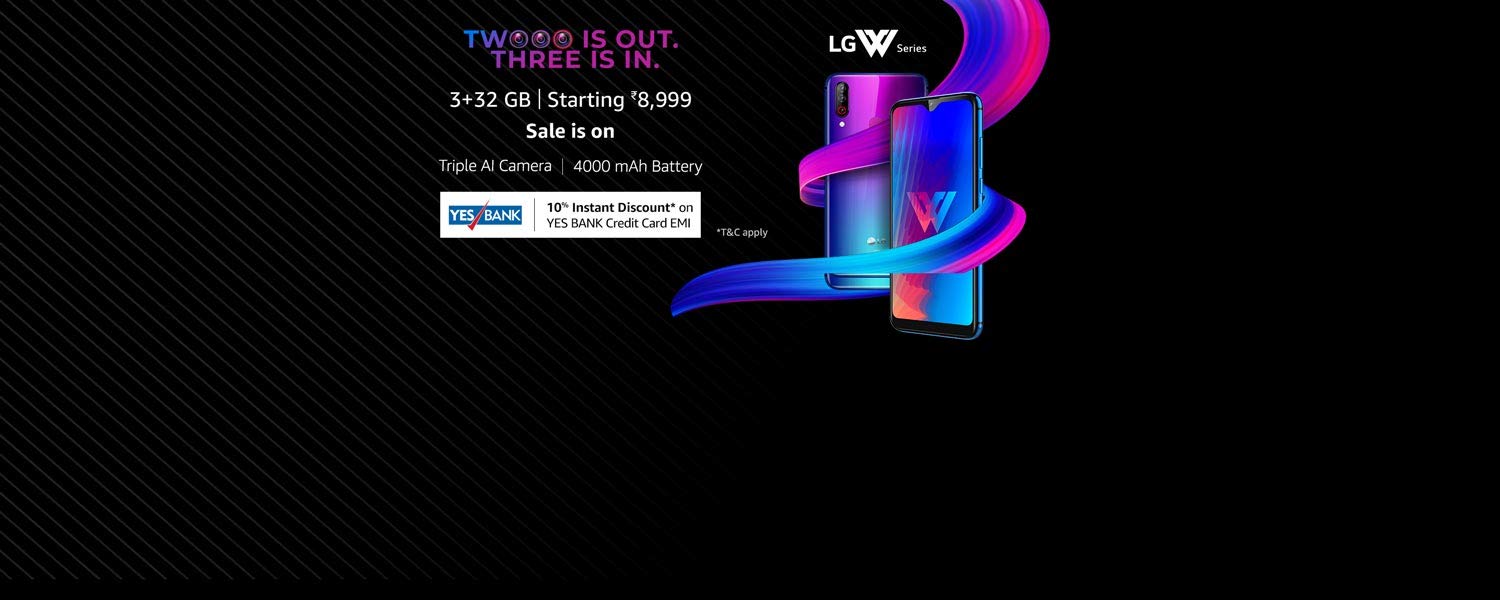 TWOOO IS OUT.
THREE IS IN.
3+32 GB | Starting ₹8,999
Sale is on
Triple AI Camera | 4000 mAh Battery
YES BANK
10% Instant Discount* on
YES BANK Credit Card EMI
*T&C apply
LG W Series
LG